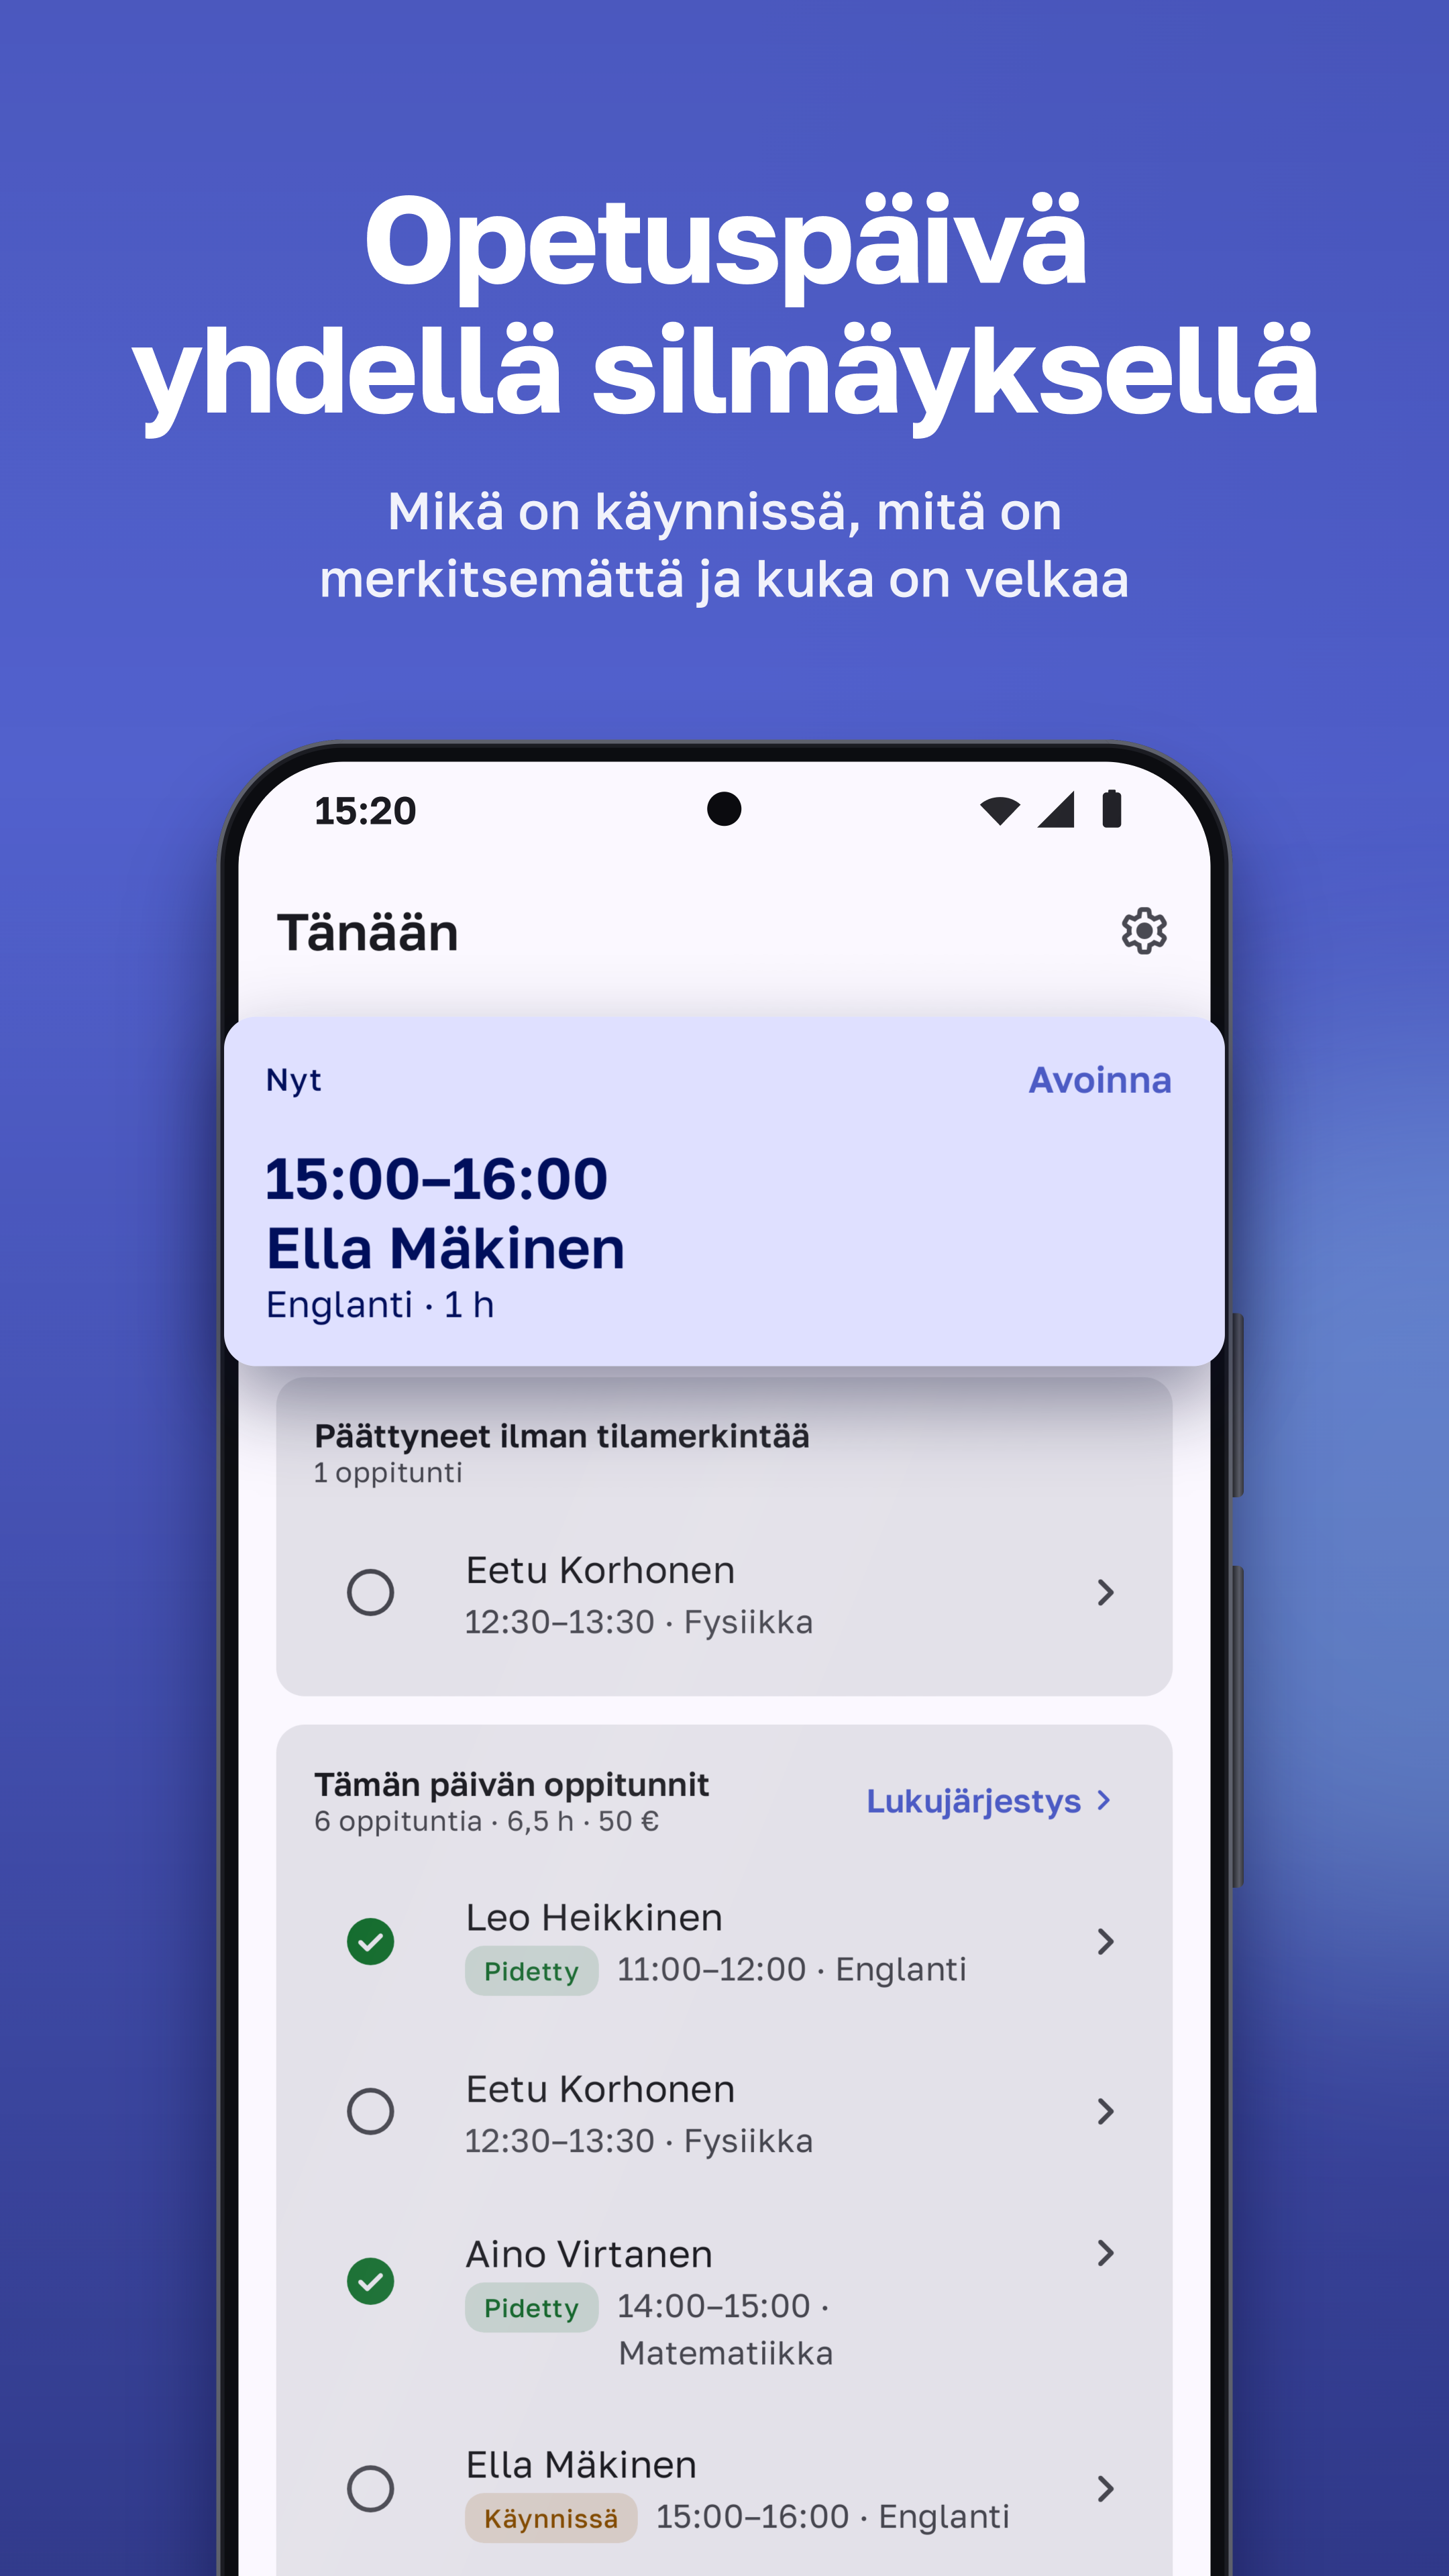 Opetuspäivä
yhdellä silmäyksellä
Mikä on käynnissä, mitä on
merkitsemättä ja kuka on velkaa
15:20
Tänään
Nyt
Avoinna
15:00–16:00
Ella Mäkinen
Englanti · 1 h
Päättyneet ilman tilamerkintää
1 oppitunti
Eetu Korhonen
12:30–13:30 · Fysiikka
Tämän päivän oppitunnit
6 oppituntia · 6,5 h · 50 €
Lukujärjestys
Leo Heikkinen
Pidetty 11:00–12:00 · Englanti
Eetu Korhonen
12:30–13:30 · Fysiikka
Aino Virtanen
Pidetty 14:00–15:00 ·
Matematiikka
Ella Mäkinen
Käynnissä 15:00–16:00 · Englanti